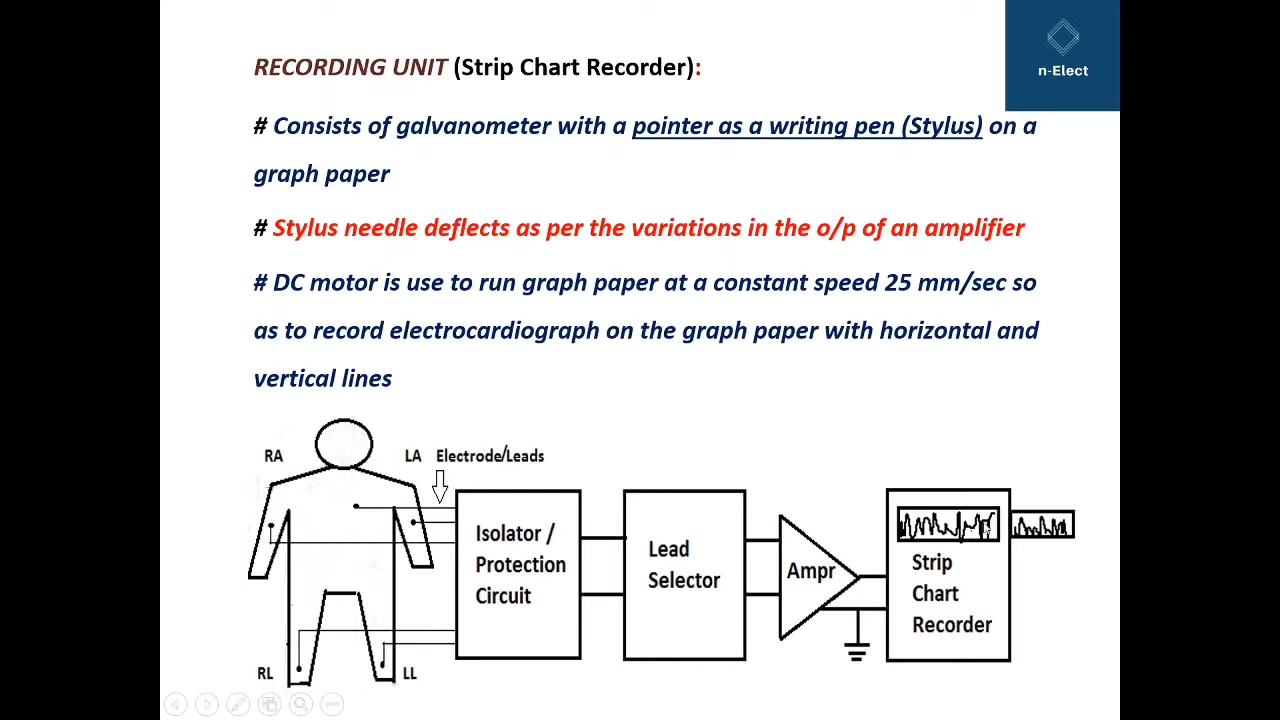 n-Elect
RECORDING UNIT (Strip Chart Recorder):
# Consists of galvanometer with a pointer as a writing pen (Stylus) on a
graph paper
# Stylus needle deflects as per the variations in the o/p of an amplifier
# DC motor is use to run graph paper at a constant speed 25 mm/sec so
as to record electrocardiograph on the graph paper with horizontal and
vertical lines
RA
LA
Electrode/Leads
Isolator /
Protection
Circuit
Lead
Selector
Ampr
Strip
Chart
Recorder
RL
LL